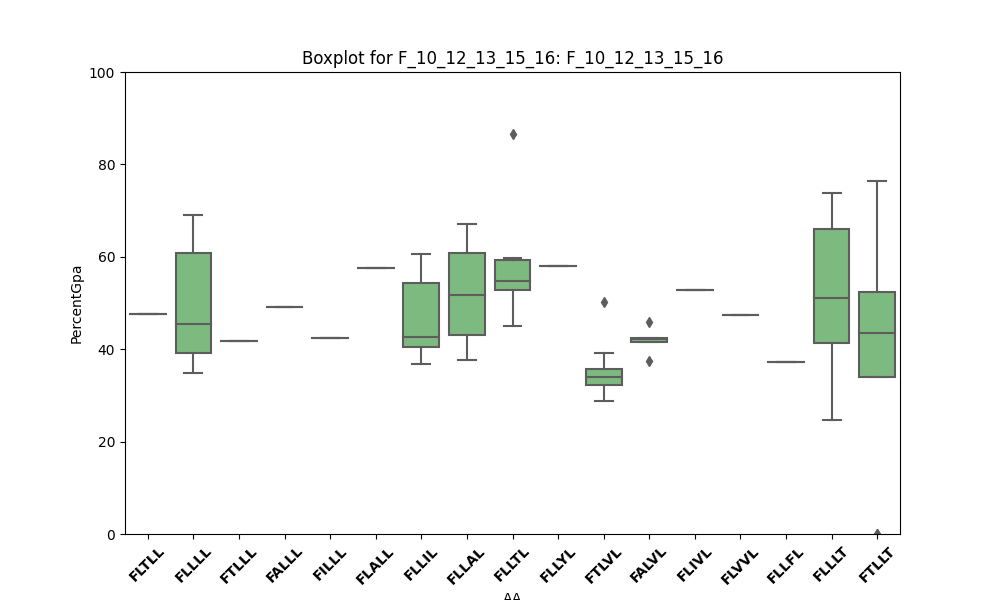 Boxplot for F_10_12_13_15_16: F_10_12_13_15_16
100
80
60
40
20
0
PercentGpa
FLTLL
FLLLL
FTLLL
FALLL
FILLL
FLALL
FLLIL
FLLAL
FLLTL
FLLYL
FTLVL
FALVL
FLIVL
FLVVL
FLLFL
FLLLT
FTLLT
AA